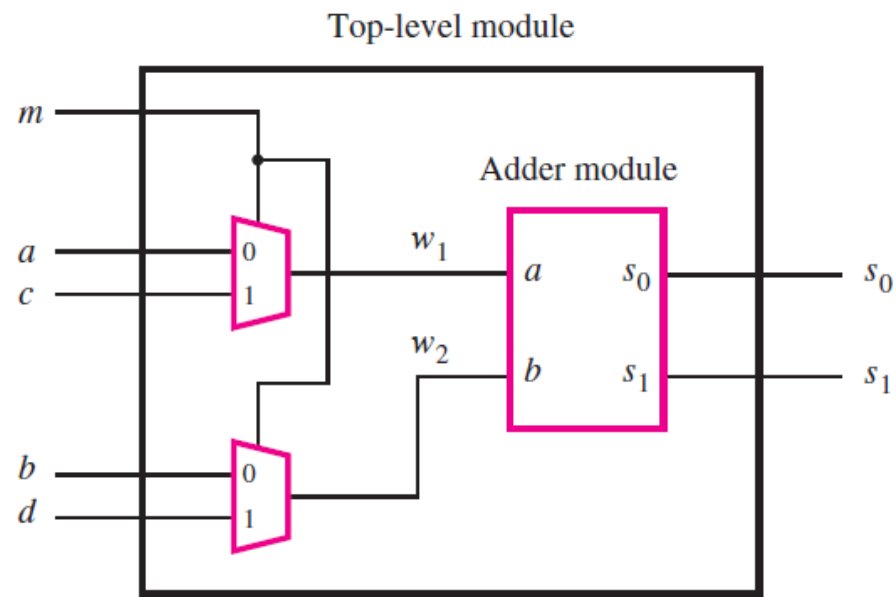 Top-level module
m
Adder module
a 0 w₁ a s₀ s₀
c 1
w₂ b s₁ s₁
b 0
d 1